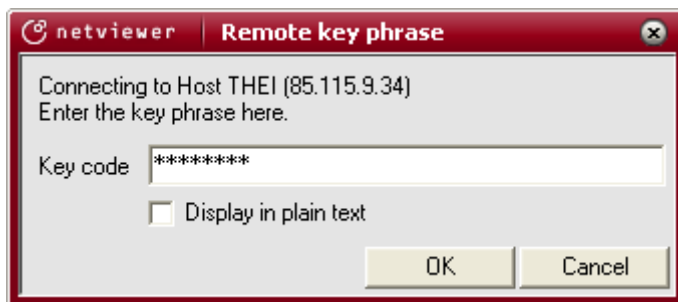 netviewer Remote key phrase
Connecting to Host THEI (85.115.9.34)
Enter the key phrase here.
Key code ********
Display in plain text
OK Cancel